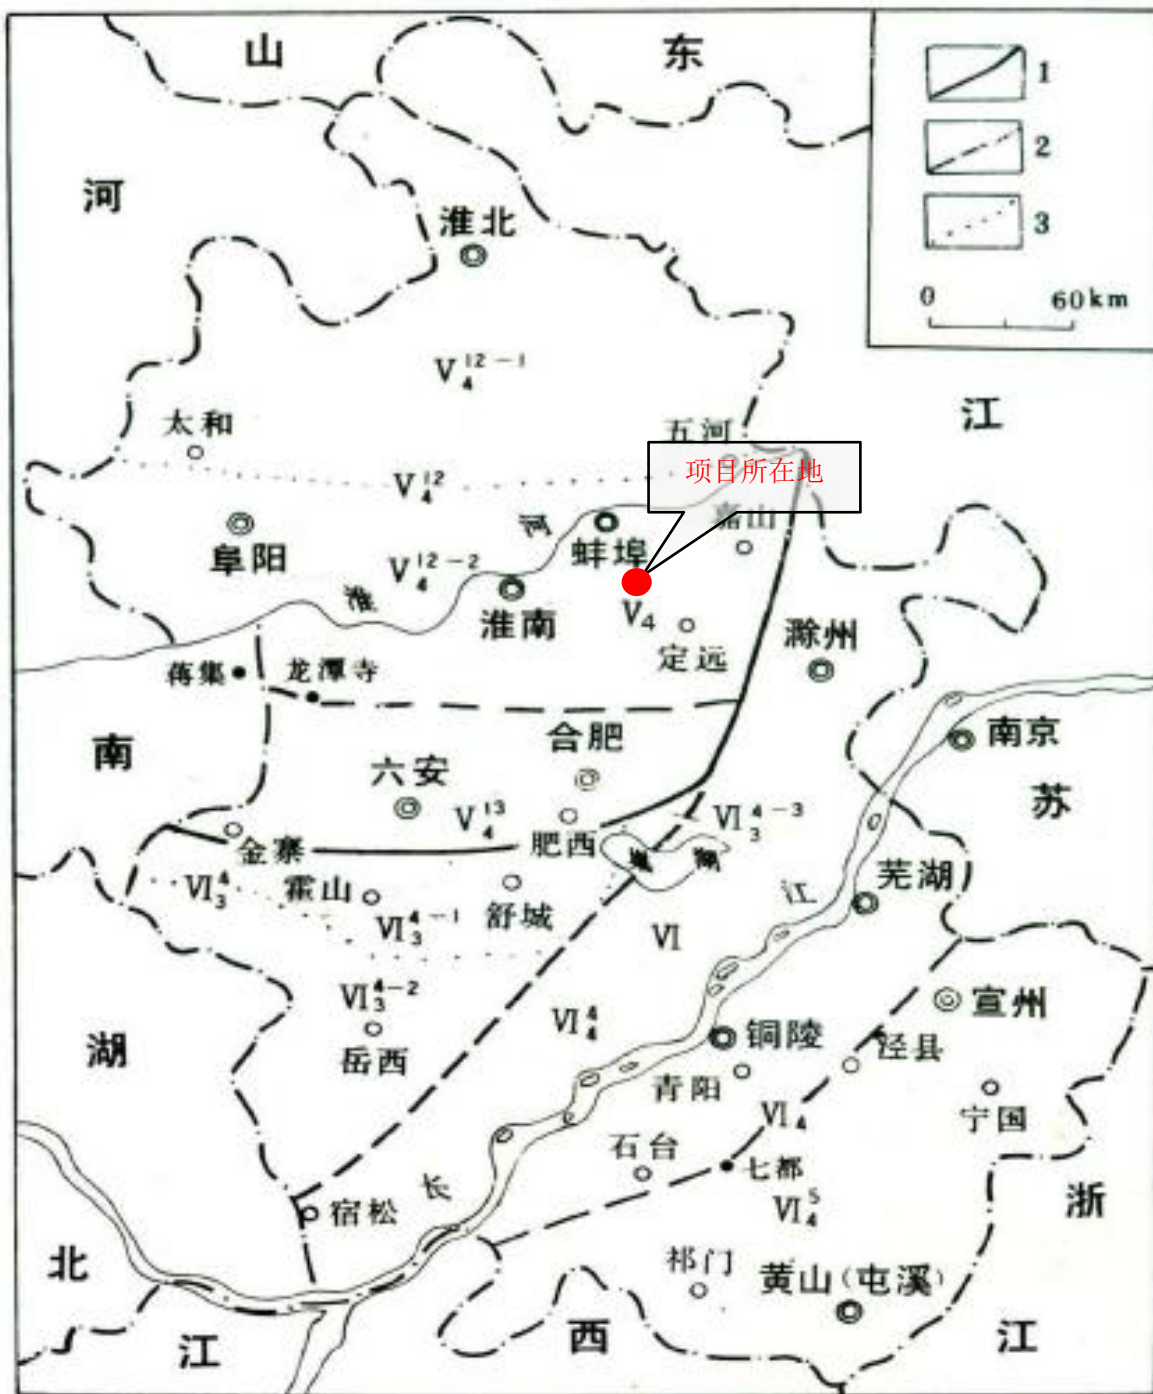 山
东
1
2
3
0
60km
河
淮北
V₄¹²⁻¹
江
太和
五河
项目所在地
V₄¹²
嘉山
河
阜阳
蚌埠
V₄¹²⁻²
淮
淮南
V₄
定远
滁州
蒋集
龙潭寺
南
合肥
南京
六安
苏
V₄¹³
肥西
Ⅵ₃⁴⁻³
金寨
巢
湖
芜湖
Ⅵ₃⁴
霍山
舒城
江
Ⅵ₃⁴⁻¹
Ⅵ
Ⅵ₃⁴⁻²
宣州
Ⅵ₄⁴
铜陵
湖
岳西
泾县
青阳
Ⅵ₄
宁国
石台
七都
长
宿松
Ⅵ₄⁵
浙
北
祁门
黄山(屯溪)
江
西
江